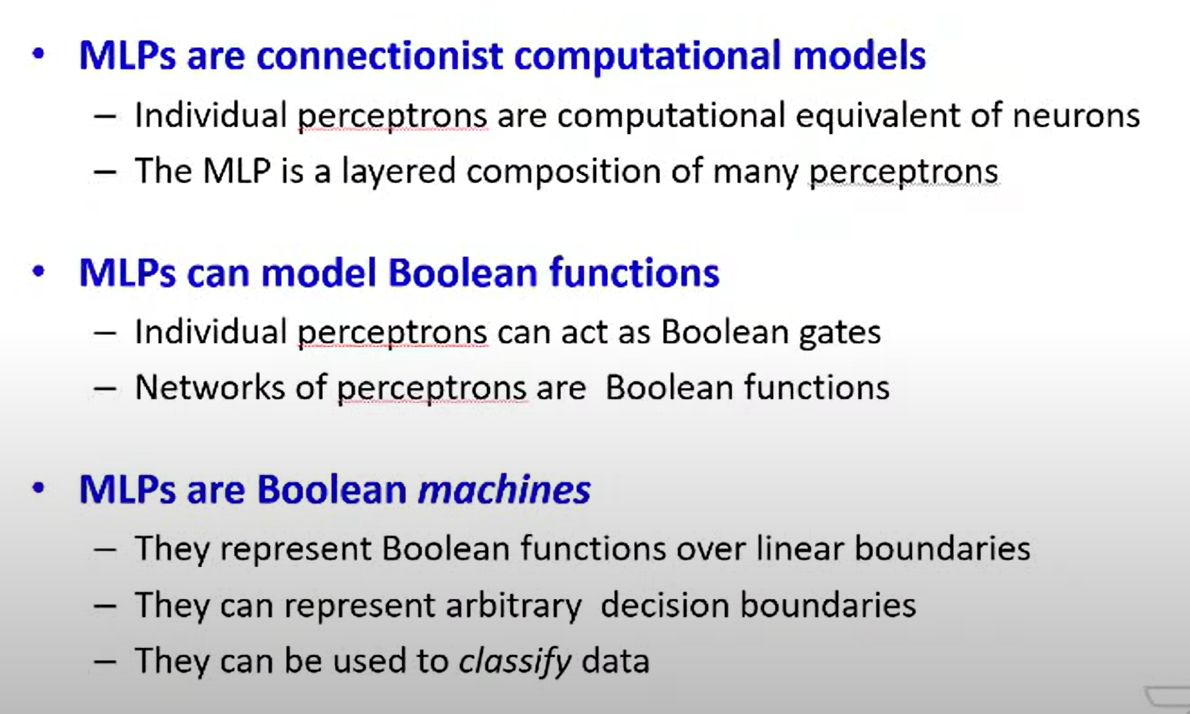 • MLPs are connectionist computational models
– Individual perceptrons are computational equivalent of neurons
– The MLP is a layered composition of many perceptrons
• MLPs can model Boolean functions
– Individual perceptrons can act as Boolean gates
– Networks of perceptrons are  Boolean functions
• MLPs are Boolean machines
– They represent Boolean functions over linear boundaries
– They can represent arbitrary  decision boundaries
– They can be used to classify data